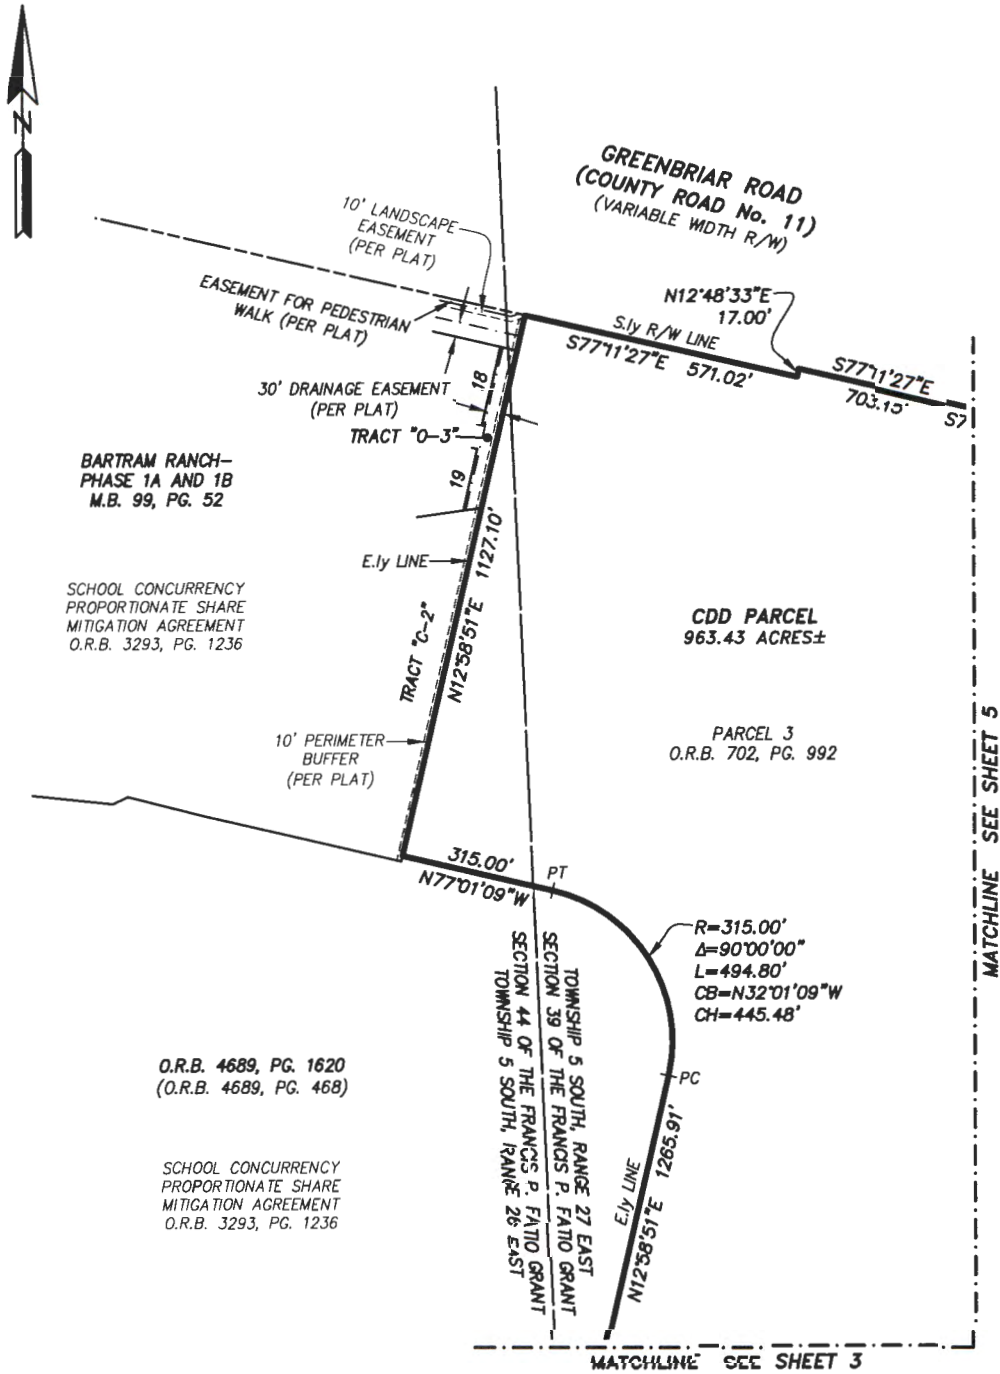 N
GREENBRIAR ROAD
(COUNTY ROAD No. 11)
(VARIABLE WIDTH R/W)
10' LANDSCAPE
EASEMENT
(PER PLAT)
EASEMENT FOR PEDESTRIAN
WALK (PER PLAT)
N12°48'33"E
17.00'
S.ly R/W LINE
S77°11'27"E 571.02'
S77°11'27"E
703.15'
S7
30' DRAINAGE EASEMENT
(PER PLAT)
18
TRACT "O-3"
19
BARTRAM RANCH-
PHASE 1A AND 1B
M.B. 99, PG. 52
E.ly LINE
N12°58'51"E 1127.10'
TRACT "C-2"
SCHOOL CONCURRENCY
PROPORTIONATE SHARE
MITIGATION AGREEMENT
O.R.B. 3293, PG. 1236
CDD PARCEL
963.43 ACRES±
PARCEL 3
O.R.B. 702, PG. 992
10' PERIMETER
BUFFER
(PER PLAT)
MATCHLINE SEE SHEET 5
315.00'
N77°01'09"W
PT
R=315.00'
Δ=90°00'00"
L=494.80'
CB=N32°01'09"W
CH=445.48'
TOWNSHIP 5 SOUTH, RANGE 27 EAST
SECTION 39 OF THE FRANCIS P. FATIO GRANT
SECTION 44 OF THE FRANCIS P. FATIO GRANT
TOWNSHIP 5 SOUTH, RANGE 26 EAST
PC
E.ly LINE
N12°58'51"E 1265.91'
O.R.B. 4689, PG. 1620
(O.R.B. 4689, PG. 468)
SCHOOL CONCURRENCY
PROPORTIONATE SHARE
MITIGATION AGREEMENT
O.R.B. 3293, PG. 1236
MATCHLINE SEE SHEET 3